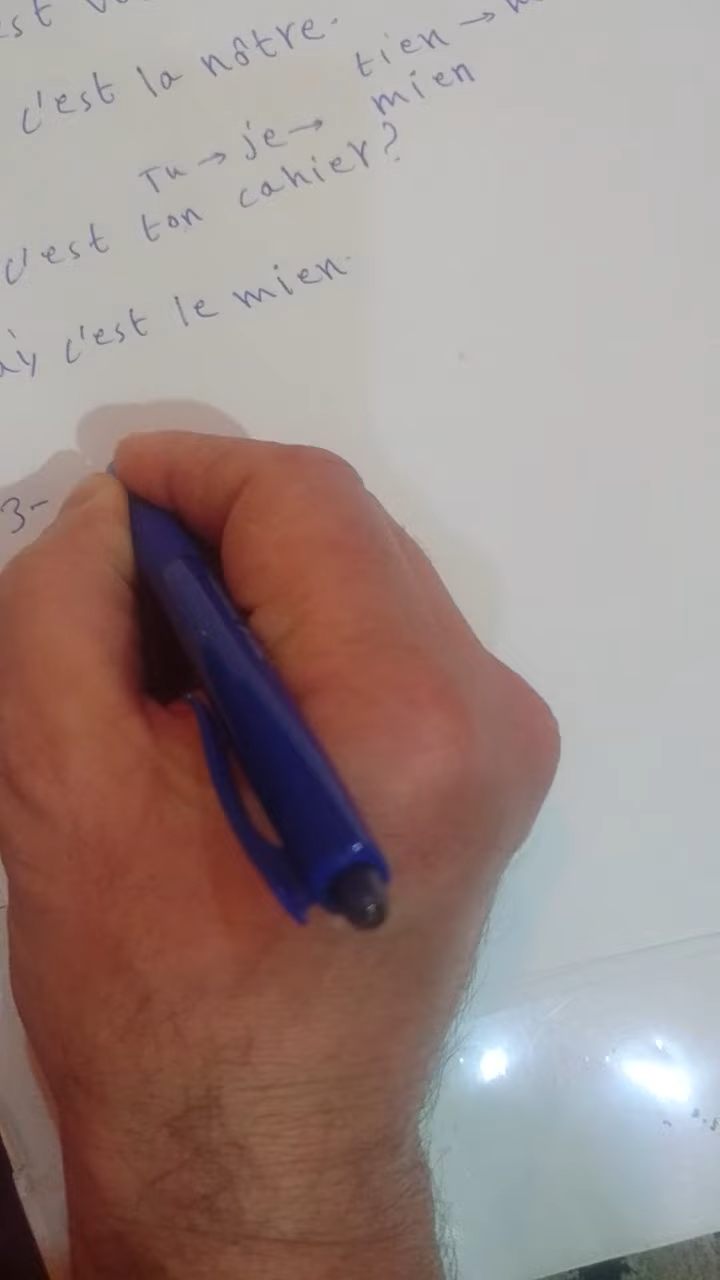 c'est la nôtre.
tien →
Tu → je → mien
c'est ton cahier?
c'est le mien.
3-